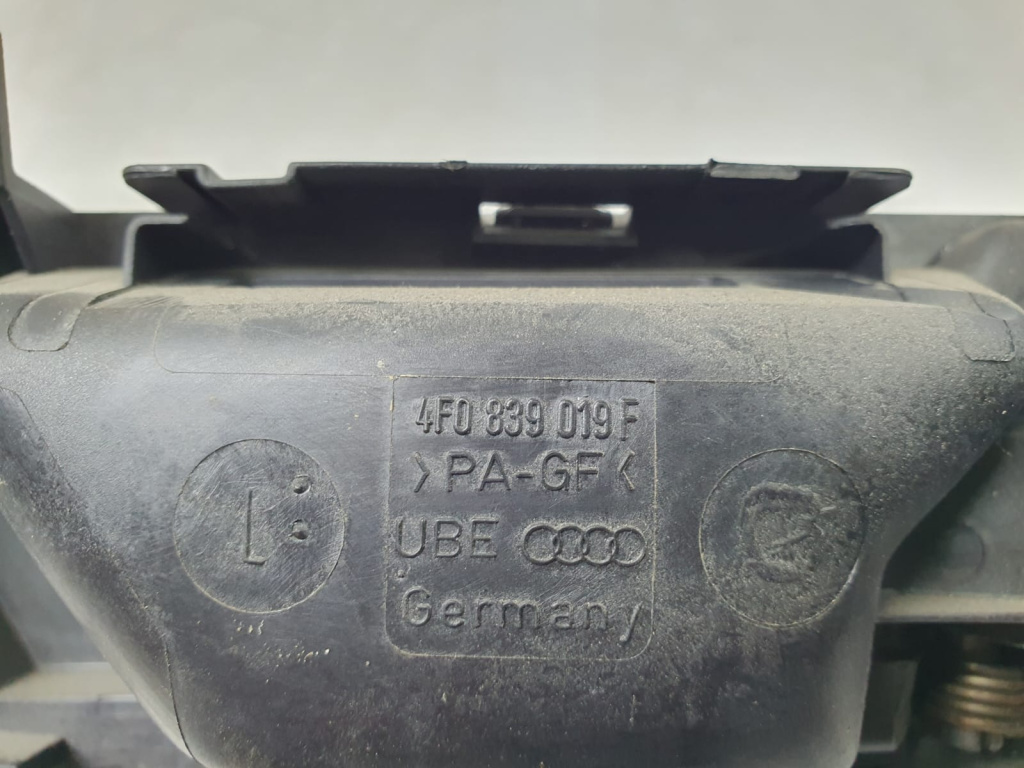 4F0 839 019 F
>PA-GF<
UBE
Germany